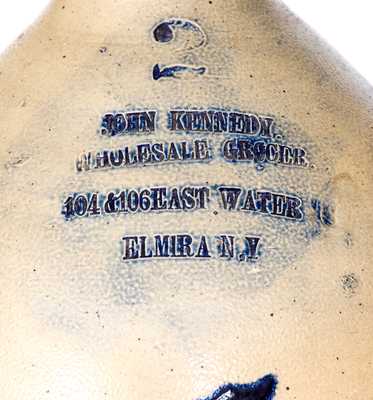 2
JOHN KENNEDY.
WHOLESALE GROCER.
104 & 106 EAST WATER
ELMIRA N.Y